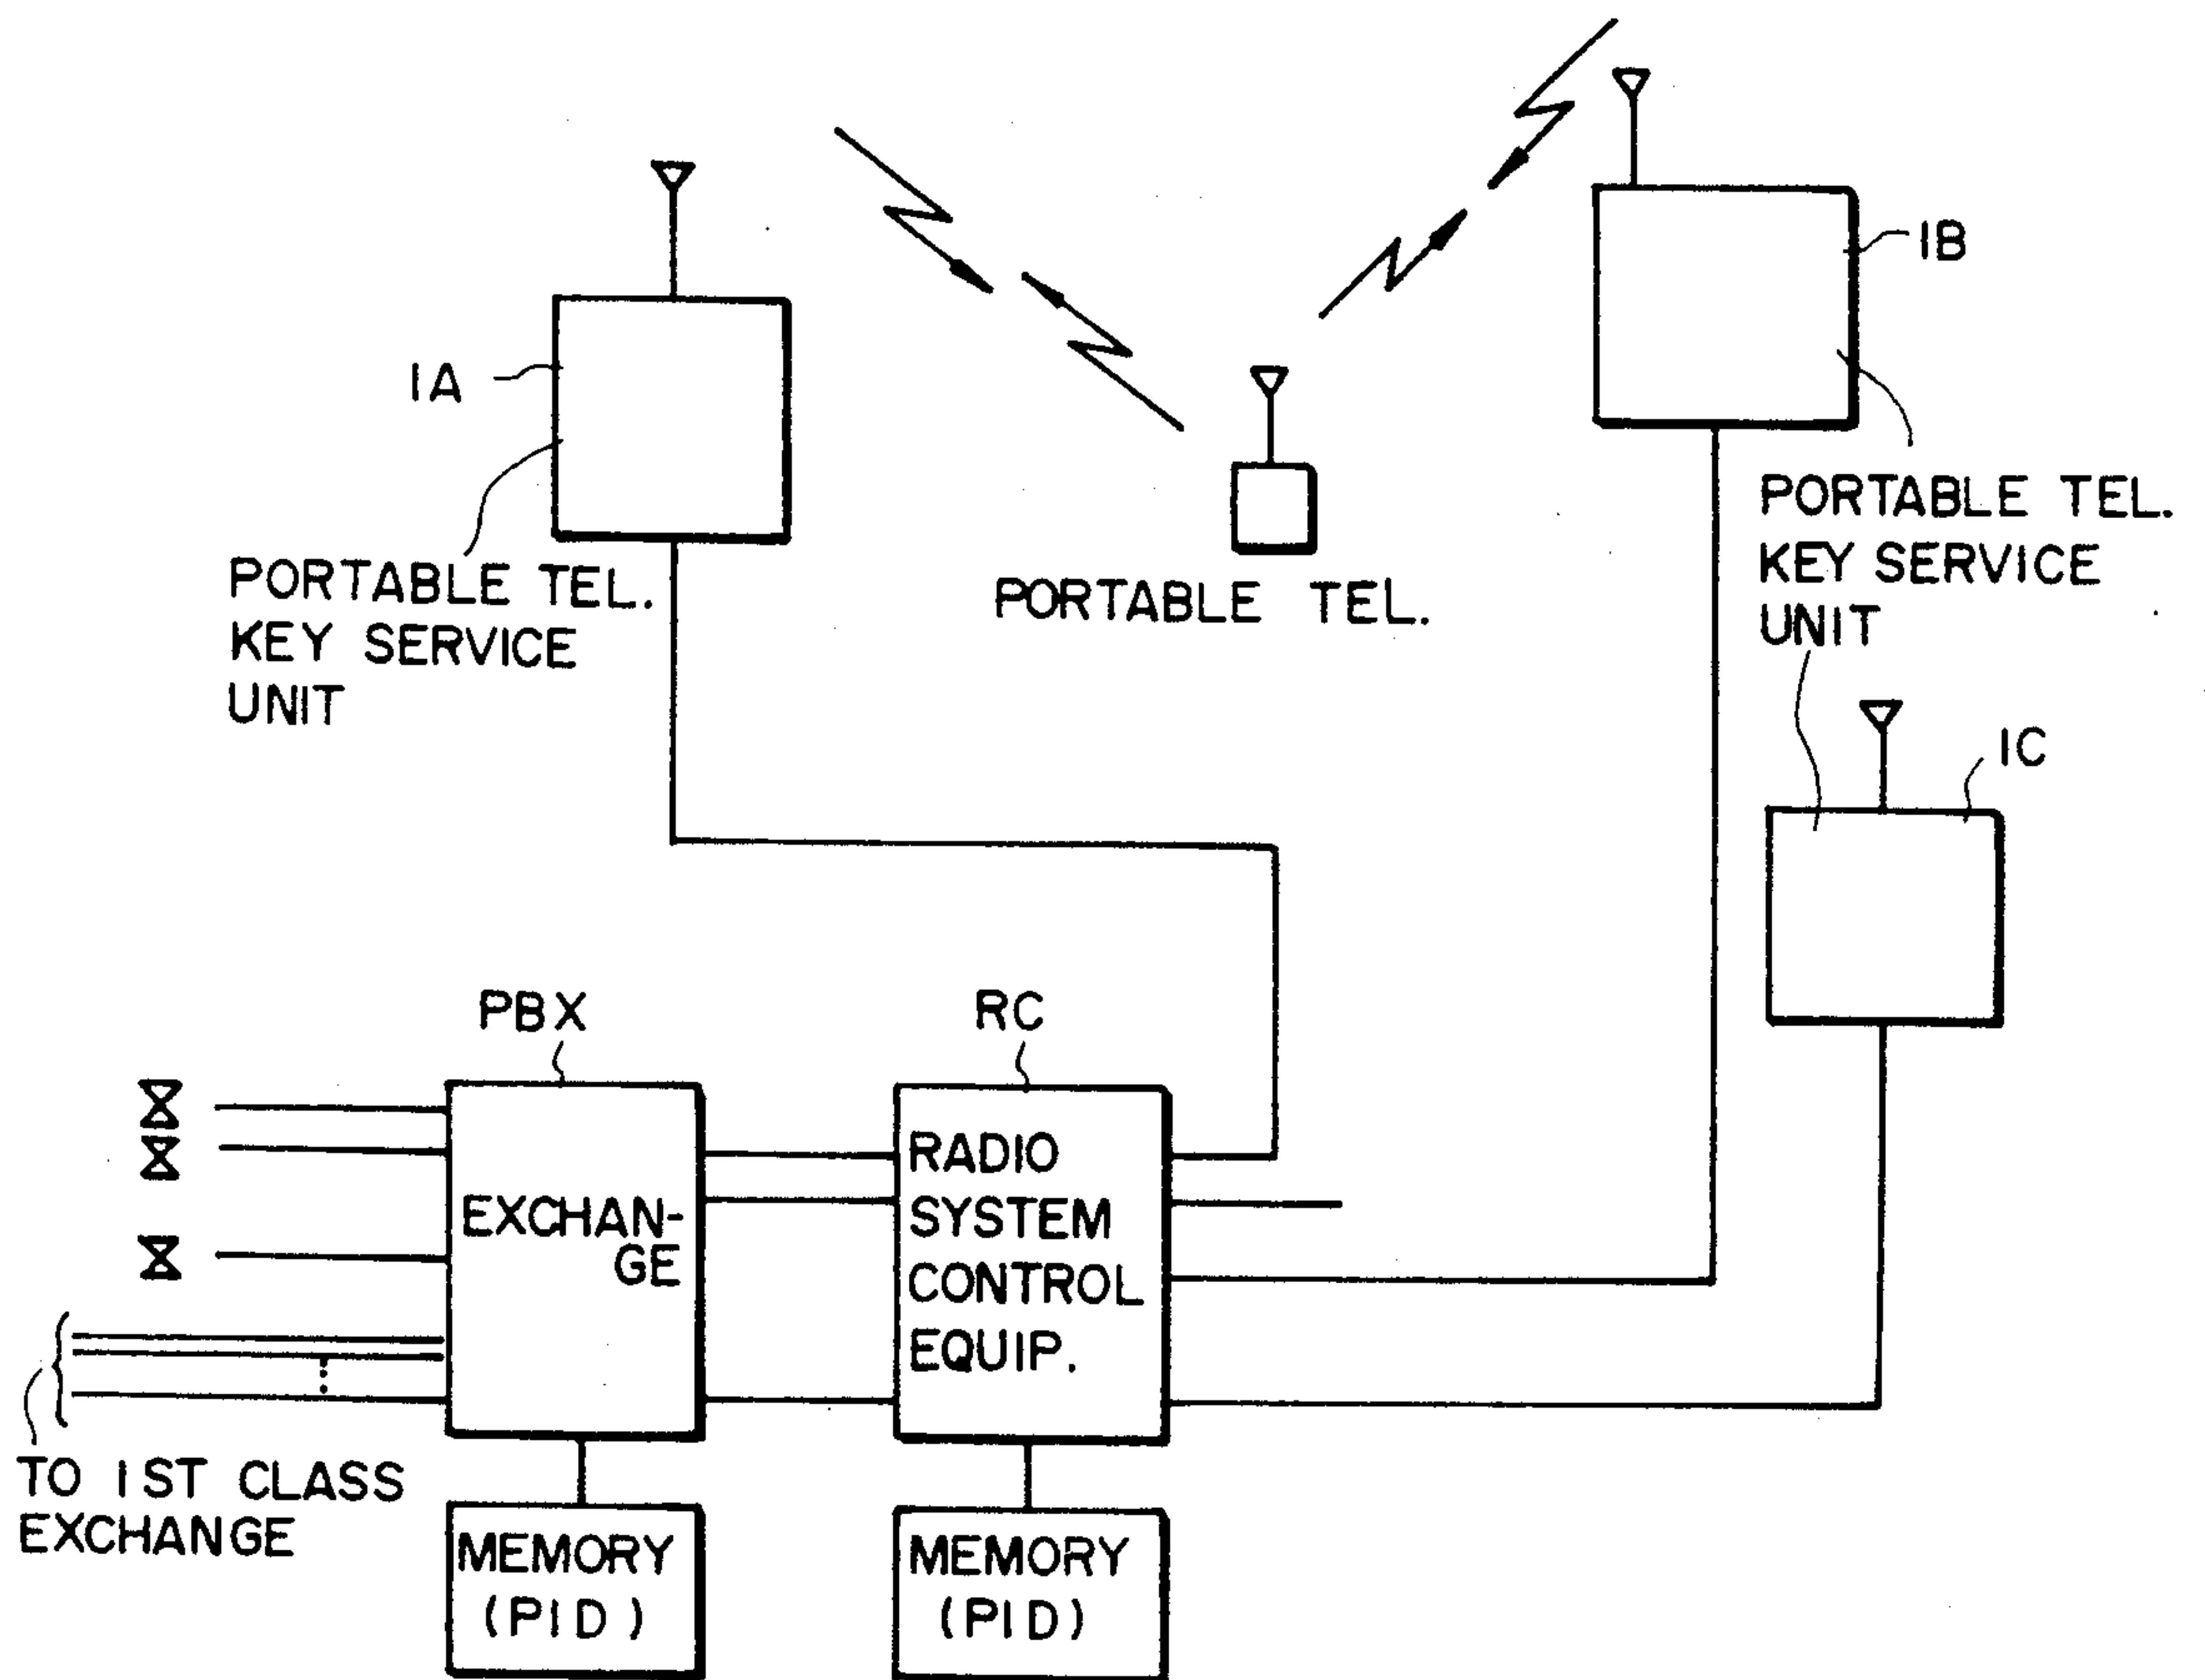 1B
1A
PORTABLE TEL.
KEY SERVICE
UNIT
PORTABLE TEL.
PORTABLE TEL.
KEY SERVICE
UNIT
1C
PBX
RC
EXCHAN-
GE
RADIO
SYSTEM
CONTROL
EQUIP.
TO 1ST CLASS
EXCHANGE
MEMORY
(PID)
MEMORY
(PID)